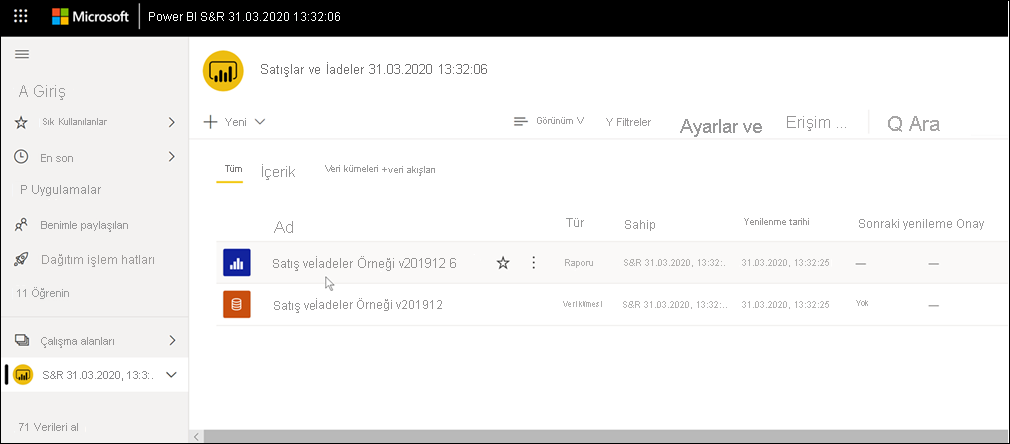 Microsoft Power BI S&R 31.03.2020 13:32:06
A Giriş
Sık Kullanılanlar
En son
P Uygulamalar
Benimle paylaşılan
Dağıtım işlem hatları
11 Öğrenin
Çalışma alanları
S&R 31.03.2020, 13:3:.
71 Verileri al
Satışlar ve İadeler 31.03.2020 13:32:06
Yeni Görünüm V Y Filtreler Ayarlar ve Erişim ... Q Ara
Tüm İçerik Veri kümeleri +veri akışları
Ad Tür Sahip Yenilenme tarihi Sonraki yenileme Onay
Satış veİadeler Örneği v201912 6 Raporu S&R 31.03.2020, 13:32:.. 31.03.2020, 13:32:25 — —
Satış veİadeler Örneği v201912 Veri kümesi S&R 31.03.2020, 13:32:.. 31.03.2020, 13:32:25 Yok —